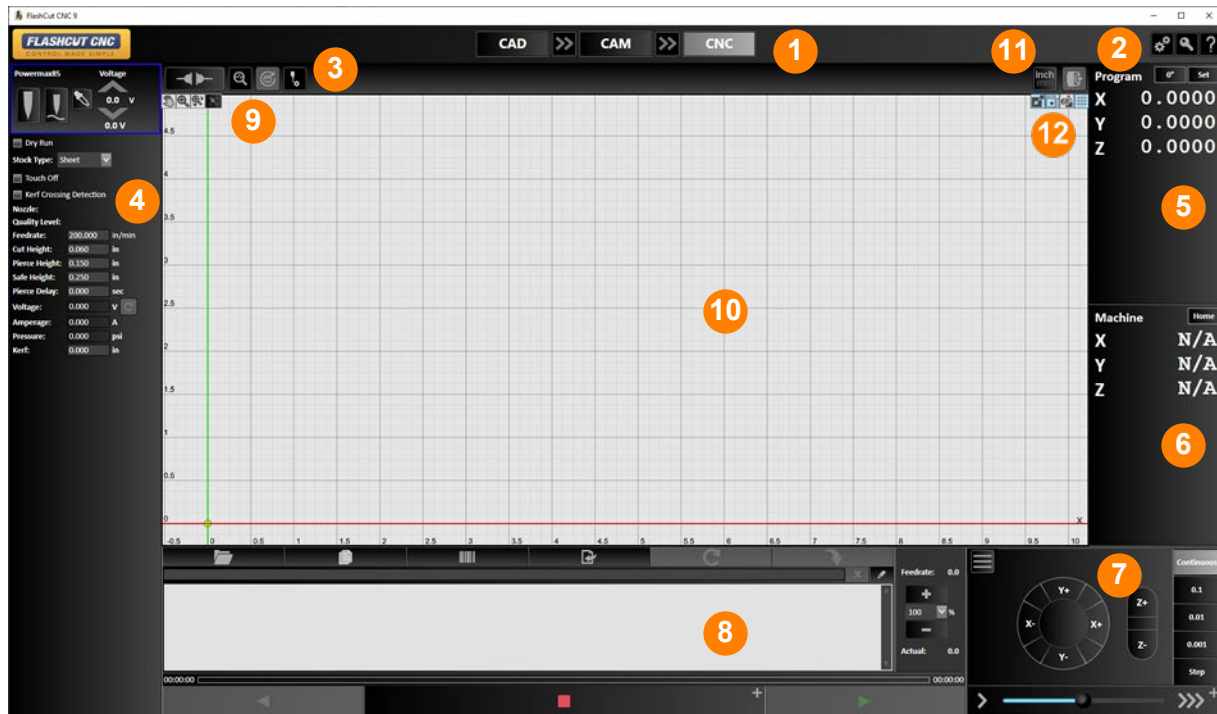 FlashCut CNC 9
FLASHCUT CNC
CONTROL MADE SIMPLE
CAD >> CAM >> CNC
1
11
2
?
Powermax85 Voltage
0.0 V
0.0 V
3
Inch
mm
Program 0° Set
X 0.0000
Y 0.0000
Z 0.0000
9
12
5
Dry Run
Stock Type: Sheet
Touch Off
Kerf Crossing Detection
4
Nozzle:
Quality Level:
Feedrate: 200.000 in/min
Cut Height: 0.060 in
Pierce Height: 0.150 in
Safe Height: 0.250 in
Pierce Delay: 0.000 sec
Voltage: 0.000 V
Amperage: 0.000 A
Pressure: 0.000 psi
Kerf: 0.000 in
4.5
4
3.5
3
2.5
2
1.5
1
0.5
0
10
X
-0.5 0 0.5 1 1.5 2 2.5 3 3.5 4 4.5 5 5.5 6 6.5 7 7.5 8 8.5 9 9.5 10
Machine Home
X N/A
Y N/A
Z N/A
6
X
Feedrate: 0.0
+
100 %
−
Actual: 0.0
8
00:00:00 00:00:00
+
7
Y+
X- X+
Y-
Z+
Z-
Continuous
0.1
0.01
0.001
Step
> >>> +